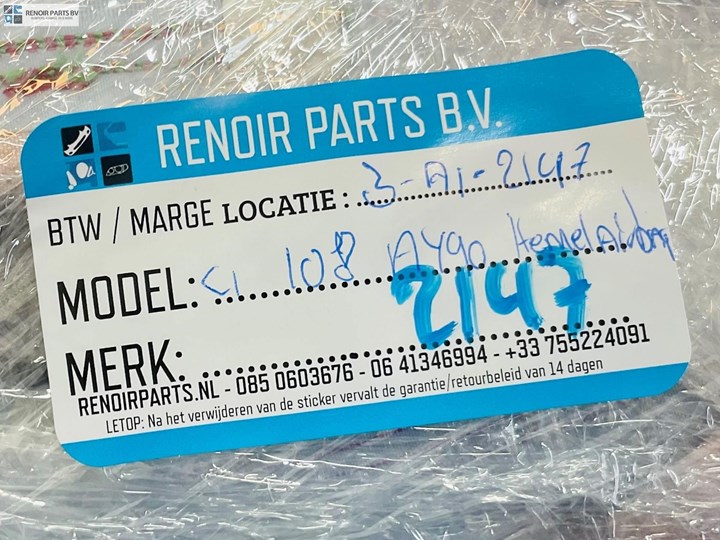 RENOIR PARTS BV
RENOIR PARTS B.V.
BTW / MARGE LOCATIE : 3-A1-2147
MODEL: C1 108 AYGO Hemelakling
2147
MERK:
RENOIRPARTS.NL - 085 0603676 - 06 41346994 - +33 755224091
LETOP: Na het verwijderen van de sticker vervalt de garantie/retourbeleid van 14 dagen